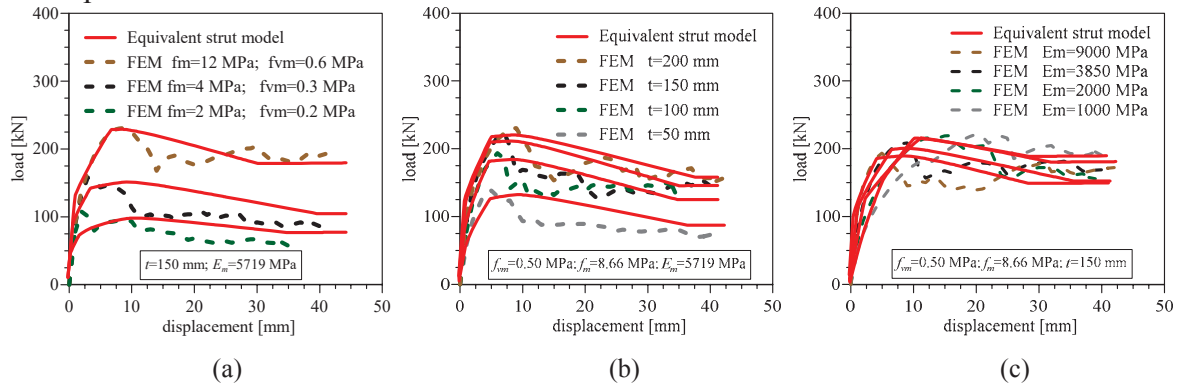 400
300
200
100
0
load [kN]
0 10 20 30 40 50
displacement [mm]
Equivalent strut model
FEM fm=12 MPa; fvm=0.6 MPa
FEM fm=4 MPa; fvm=0.3 MPa
FEM fm=2 MPa; fvm=0.2 MPa
t=150 mm; Em=5719 MPa
(a)
400
300
200
100
0
load [kN]
0 10 20 30 40 50
displacement [mm]
Equivalent strut model
FEM t=200 mm
FEM t=150 mm
FEM t=100 mm
FEM t=50 mm
fvm=0,50 MPa; fm=8,66 MPa; Em=5719 MPa
(b)
400
300
200
100
0
load [kN]
0 10 20 30 40 50
displacement [mm]
Equivalent strut model
FEM Em=9000 MPa
FEM Em=3850 MPa
FEM Em=2000 MPa
FEM Em=1000 MPa
fvm=0,50 MPa; fm=8,66 MPa; t=150 mm
(c)